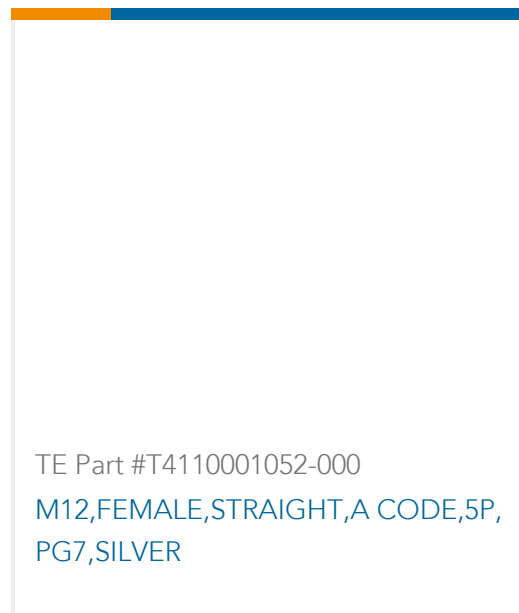 TE Part #T4110001052-000
M12,FEMALE,STRAIGHT,A CODE,5P,
PG7,SILVER